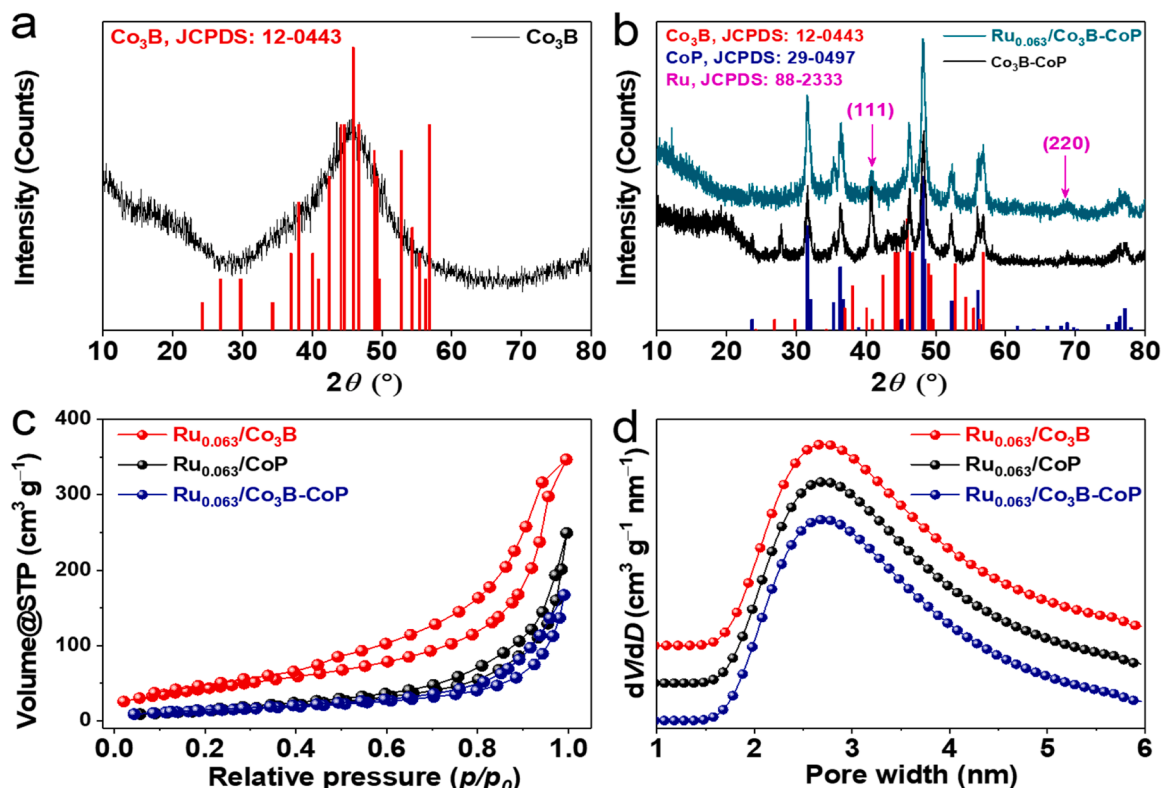 a
Co₃B, JCPDS: 12-0443
Co₃B
Intensity (Counts)
10 20 30 40 50 60 70 80
2θ (°)
b
Co₃B, JCPDS: 12-0443
CoP, JCPDS: 29-0497
Ru, JCPDS: 88-2333
Ru₀.₀₆₃/Co₃B-CoP
Co₃B-CoP
(111)
(220)
Intensity (Counts)
10 20 30 40 50 60 70 80
2θ (°)
c
Ru₀.₀₆₃/Co₃B
Ru₀.₀₆₃/CoP
Ru₀.₀₆₃/Co₃B-CoP
Volume@STP (cm³ g⁻¹)
400
300
200
100
0
0.0 0.2 0.4 0.6 0.8 1.0
Relative pressure (p/p₀)
d
Ru₀.₀₆₃/Co₃B
Ru₀.₀₆₃/CoP
Ru₀.₀₆₃/Co₃B-CoP
dV/dD (cm³ g⁻¹ nm⁻¹)
1 2 3 4 5 6
Pore width (nm)